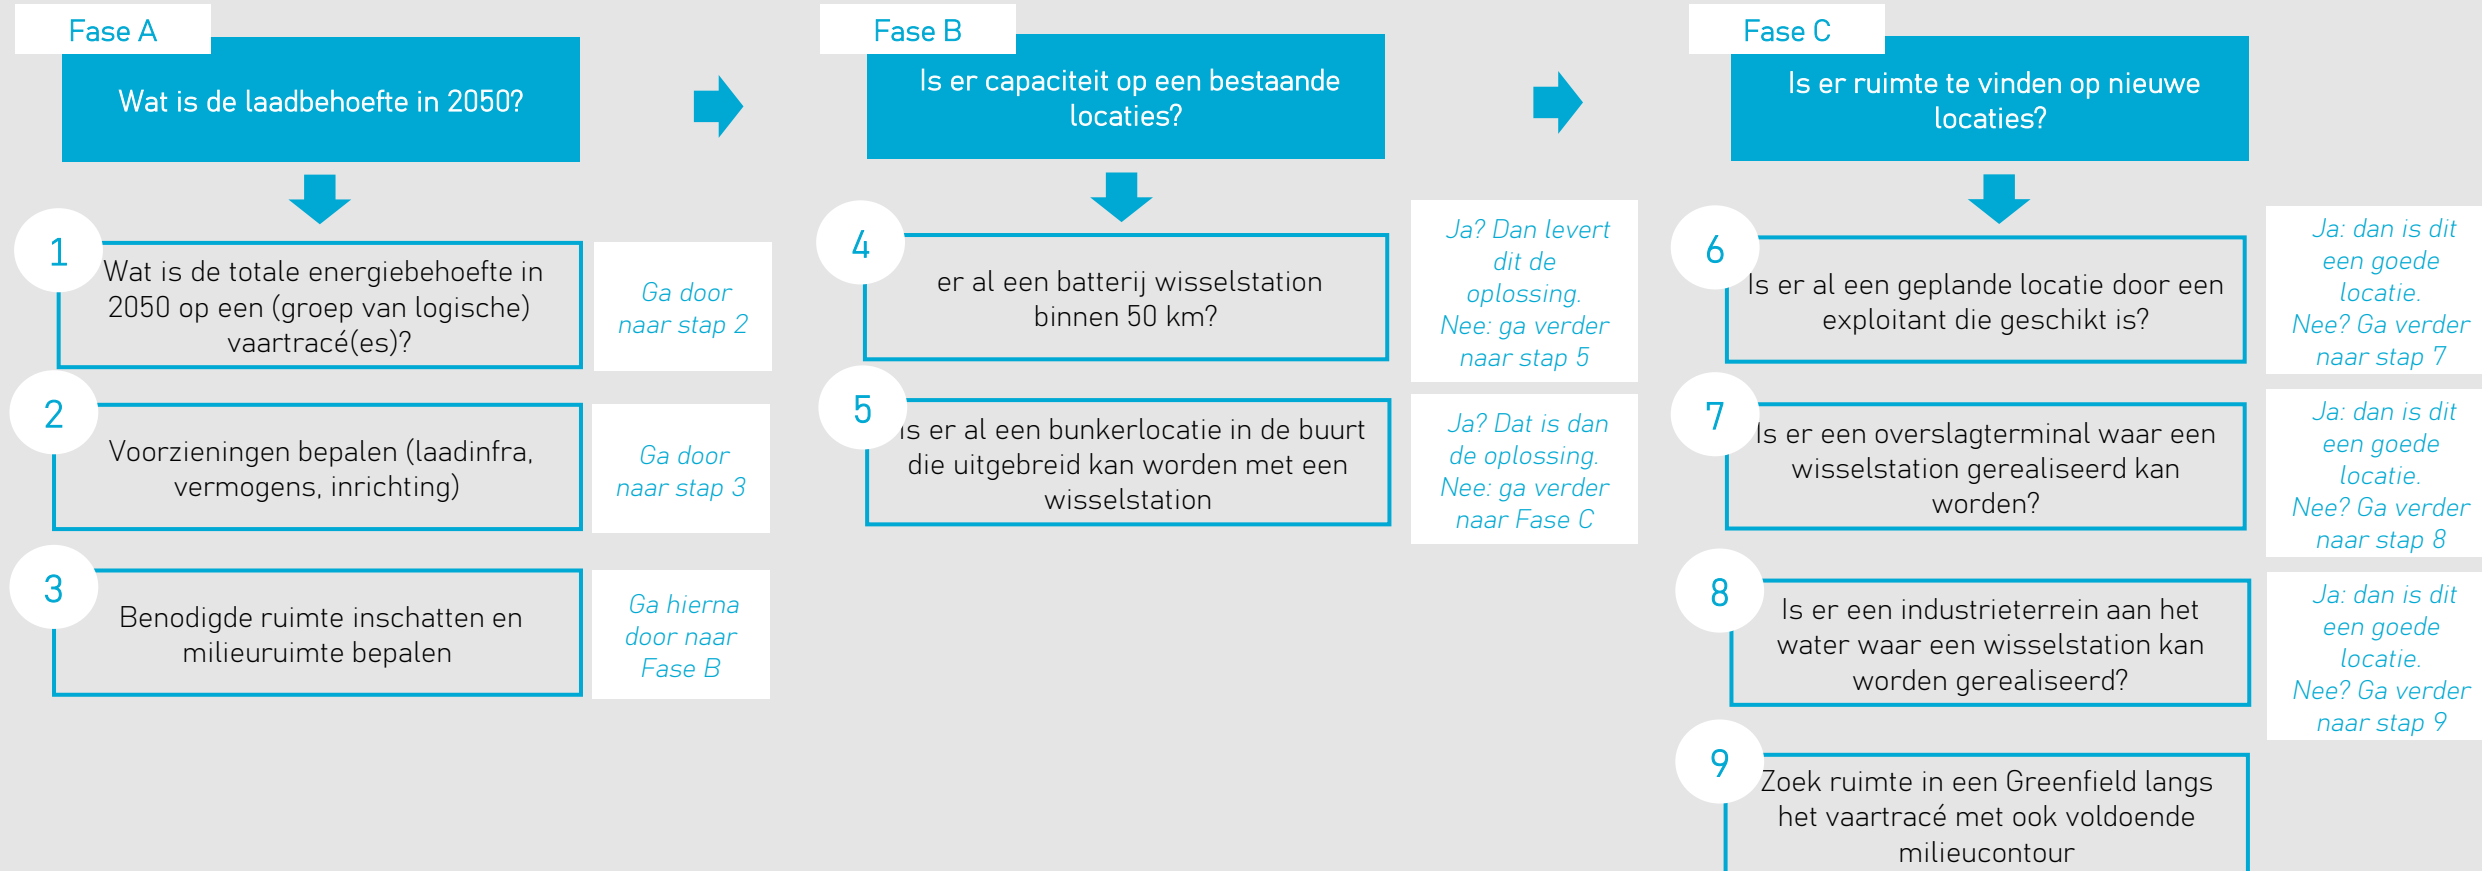 Fase A
Wat is de laadbehoefte in 2050?
1
Wat is de totale energiebehoefte in
2050 op een (groep van logische)
vaartracé(es)?
Ga door
naar stap 2
2
Voorzieningen bepalen (laadinfra,
vermogens, inrichting)
Ga door
naar stap 3
3
Benodigde ruimte inschatten en
milieuruimte bepalen
Ga hierna
door naar
Fase B
Fase B
Is er capaciteit op een bestaande
locaties?
4
er al een batterij wisselstation
binnen 50 km?
Ja? Dan levert
dit de
oplossing.
Nee: ga verder
naar stap 5
5
Is er al een bunkerlocatie in de buurt
die uitgebreid kan worden met een
wisselstation
Ja? Dat is dan
de oplossing.
Nee: ga verder
naar Fase C
Fase C
Is er ruimte te vinden op nieuwe
locaties?
6
Is er al een geplande locatie door een
exploitant die geschikt is?
Ja: dan is dit
een goede
locatie.
Nee? Ga verder
naar stap 7
7
Is er een overslagterminal waar een
wisselstation gerealiseerd kan
worden?
Ja: dan is dit
een goede
locatie.
Nee? Ga verder
naar stap 8
8
Is er een industrieterrein aan het
water waar een wisselstation kan
worden gerealiseerd?
Ja: dan is dit
een goede
locatie.
Nee? Ga verder
naar stap 9
9
Zoek ruimte in een Greenfield langs
het vaartracé met ook voldoende
milieucontour